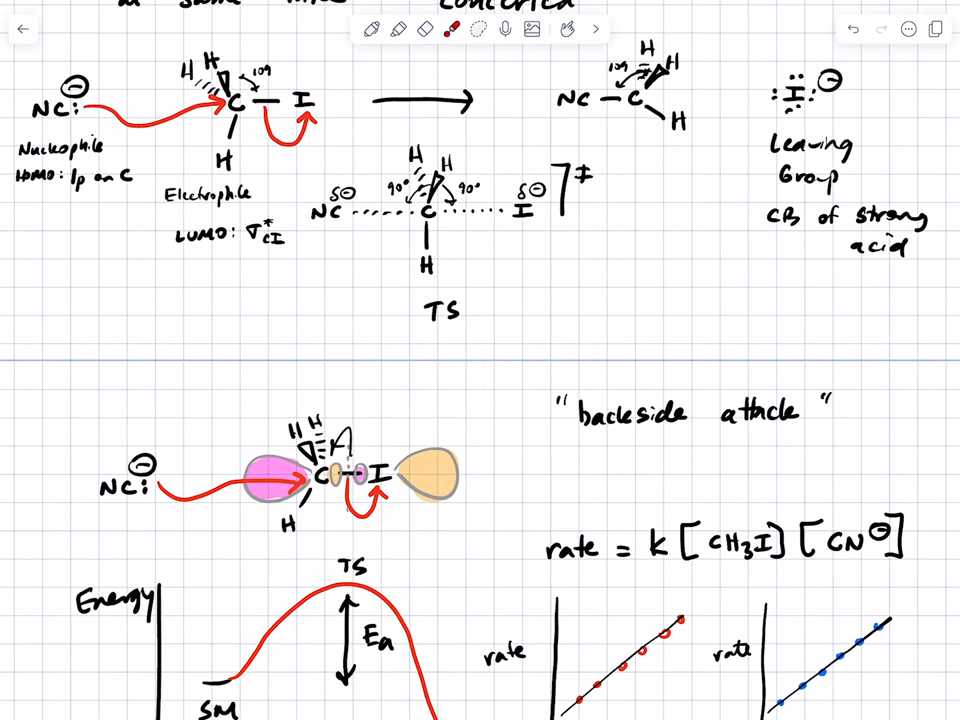 concerted
H
H
109
NC:
⊖
C — I
H
Nucleophile
HOMO: lp on C
Electrophile
LUMO: σ*CI
H
H
109
NC — C
H
:I:
⊖
Leaving
Group
CB of strong
acid
H
H
90°
90°
δ⊖
δ⊖
NC
C
I
‡
H
TS
"backside attack"
H
H
⊖
NC:
C
I
H
rate = k [CH3I][CN⊖]
TS
Energy
Ea
SM
rate
rate